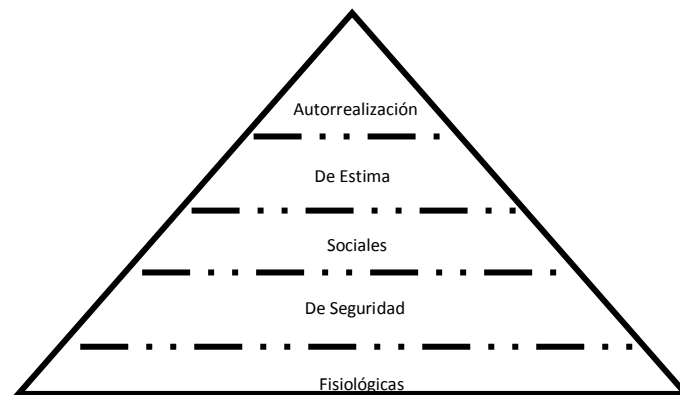 Autorrealización
De Estima
Sociales
De Seguridad
Fisiológicas